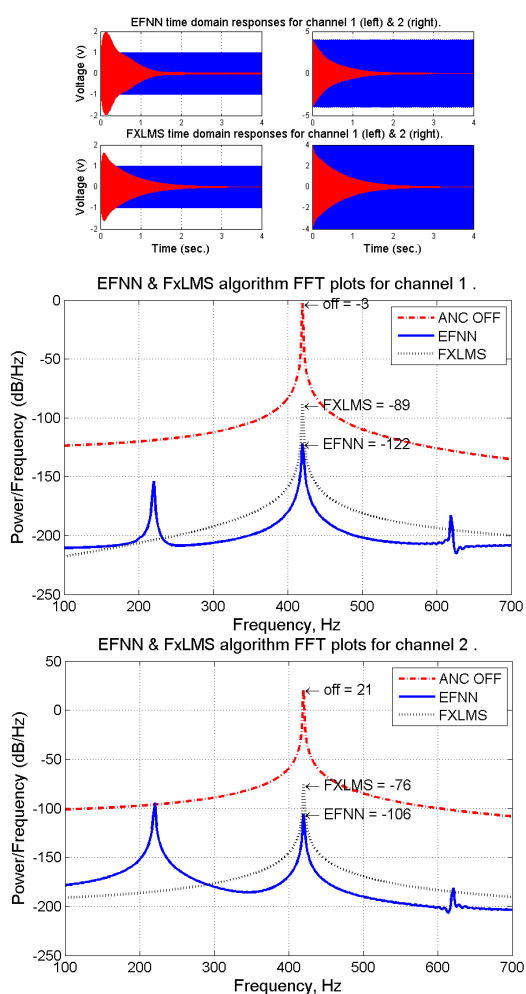 EFNN time domain responses for channel 1 (left) & 2 (right).
Voltage (v)
2
1
0
-1
-2
0 1 2 3 4
5
0
-5
0 1 2 3 4
FXLMS time domain responses for channel 1 (left) & 2 (right).
Voltage (v)
2
1
0
-1
-2
0 1 2 3 4
Time (sec.)
4
2
0
-2
-4
0 1 2 3 4
Time (sec.)
EFNN & FxLMS algorithm FFT plots for channel 1 .
Power/Frequency (dB/Hz)
0
-50
-100
-150
-200
-250
← off = -3
← FXLMS = -89
← EFNN = -122
ANC OFF
EFNN
FXLMS
100 200 300 400 500 600 700
Frequency, Hz
EFNN & FxLMS algorithm FFT plots for channel 2 .
Power/Frequency (dB/Hz)
50
0
-50
-100
-150
-200
-250
← off = 21
← FXLMS = -76
← EFNN = -106
ANC OFF
EFNN
FXLMS
100 200 300 400 500 600 700
Frequency, Hz